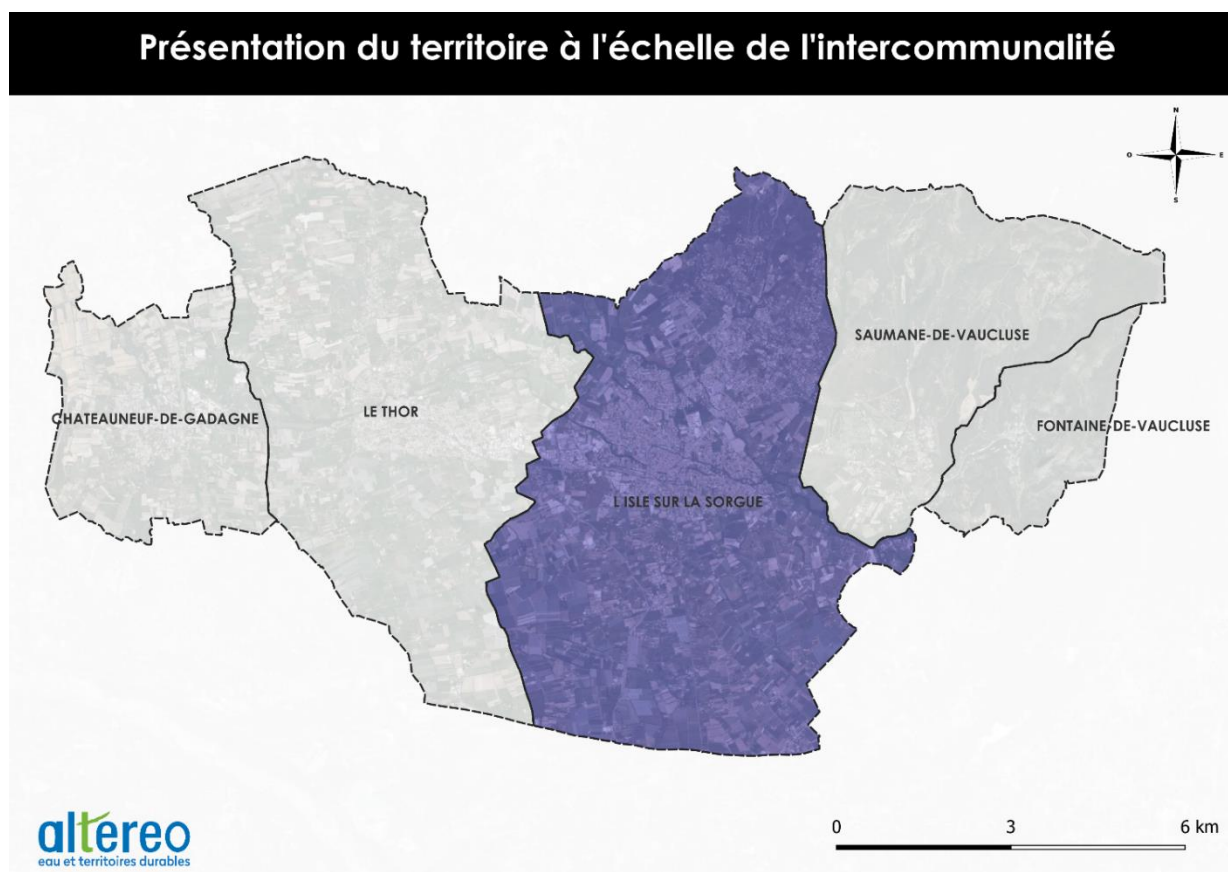 Présentation du territoire à l'échelle de l'intercommunalité
N
O
E
S
SAUMANE-DE-VAUCLUSE
CHATEAUNEUF-DE-GADAGNE
LE THOR
FONTAINE-DE-VAUCLUSE
L ISLE SUR LA SORGUE
altereo
eau et territoires durables
0 3 6 km